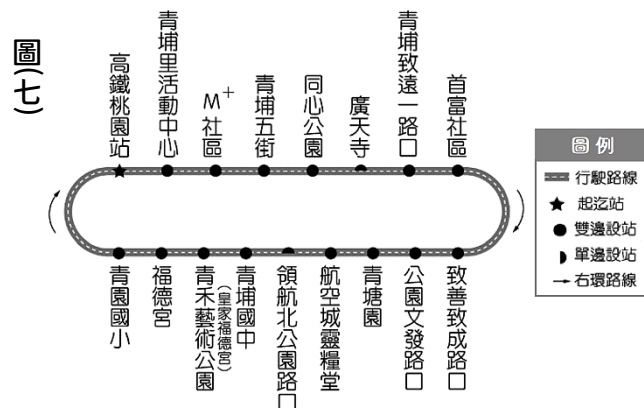 圖(七)
高鐵桃園站
青埔里活動中心
M+社區
青埔五街
同心公園
廣天寺
青埔致遠一路口
首富社區
圖例
行駛路線
起迄站
雙邊設站
單邊設站
右環路線
青園國小
福德宮
青禾藝術公園
(皇家福德宮)
青埔國中
領航北公園路口
航空城靈糧堂
青塘園
公園文發路口
致善致成路口